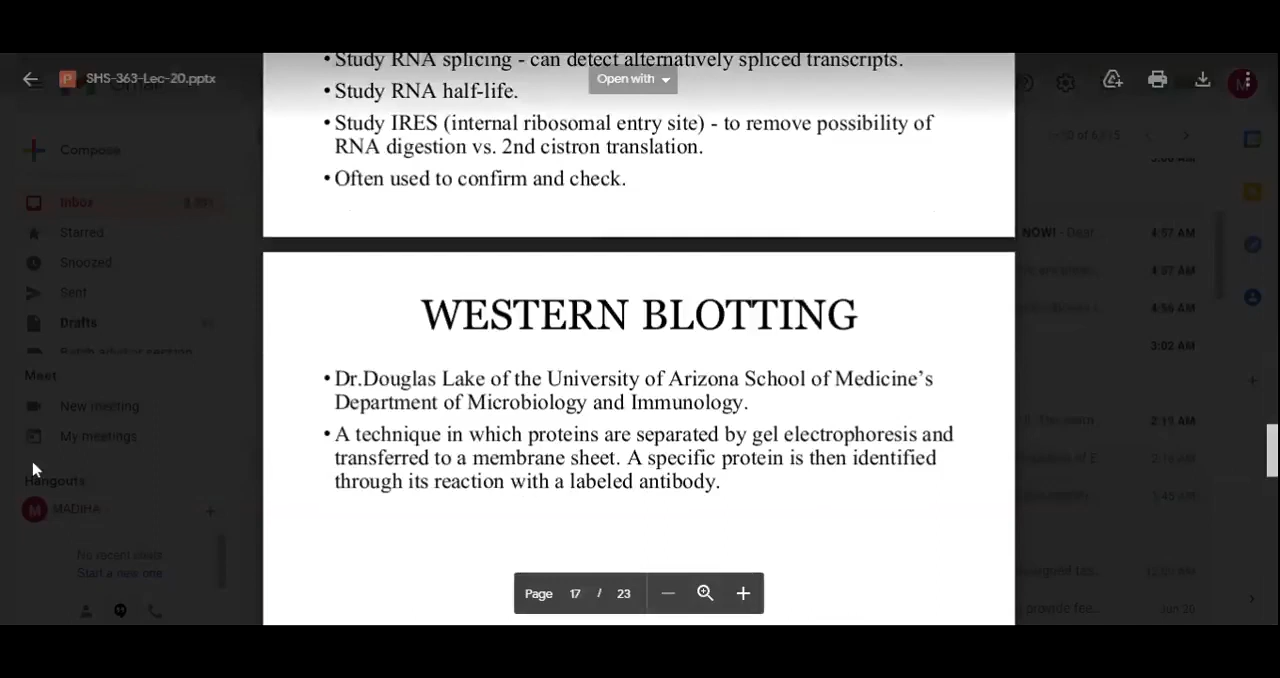 SHS-363-Lec-20.pptx
Open with
• Study RNA splicing - can detect alternatively spliced transcripts.
• Study RNA half-life.
• Study IRES (internal ribosomal entry site) - to remove possibility of
RNA digestion vs. 2nd cistron translation.
• Often used to confirm and check.
WESTERN BLOTTING
• Dr.Douglas Lake of the University of Arizona School of Medicine's
Department of Microbiology and Immunology.
• A technique in which proteins are separated by gel electrophoresis and
transferred to a membrane sheet. A specific protein is then identified
through its reaction with a labeled antibody.
Page 17 / 23
Compose
Inbox
Starred
Snoozed
Sent
Drafts
Meet
New meeting
My meetings
Hangouts
M MADIHA
No recent chats
Start a new one
M
NOW! - Dear
4:57 AM
4:57 AM
4:56 AM
3:02 AM
2:19 AM
Jun 20